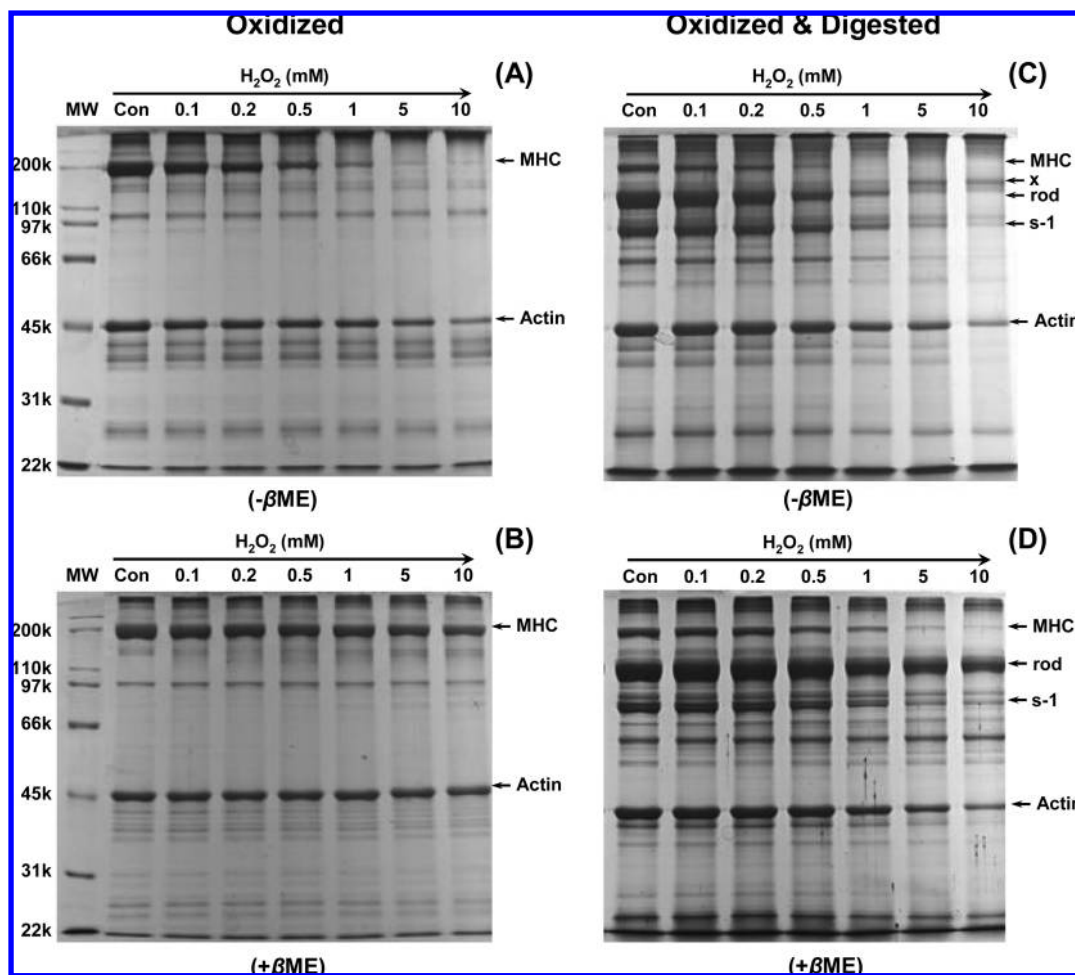 Oxidized
Oxidized & Digested
H₂O₂ (mM)
(A)
MW Con 0.1 0.2 0.5 1 5 10
200k
110k
97k
66k
45k
31k
22k
MHC
Actin
(-βME)
H₂O₂ (mM)
(C)
Con 0.1 0.2 0.5 1 5 10
MHC
x
rod
s-1
Actin
(-βME)
H₂O₂ (mM)
(B)
MW Con 0.1 0.2 0.5 1 5 10
200k
110k
97k
66k
45k
31k
22k
MHC
Actin
(+βME)
H₂O₂ (mM)
(D)
Con 0.1 0.2 0.5 1 5 10
MHC
rod
s-1
Actin
(+βME)